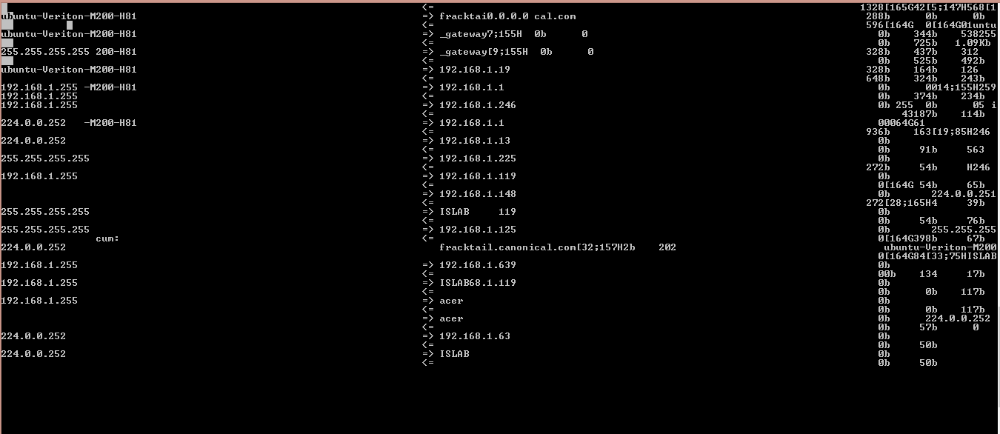 <= 1328[165G42[5;147H568[1
ubuntu-Veriton-M200-H81 => fracktai0.0.0.0 cal.com 288b 0b 0b
<= 596[164G 0[164G01untu
ubuntu-Veriton-M200-H81 => _gateway7;155H 0b 0 0b 344b 538255
<= 0b 725b 1.09Kb
255.255.255.255 200-H81 => _gateway[9;155H 0b 0 328b 437b 312
<= 0b 525b 492b
ubuntu-Veriton-M200-H81 => 192.168.1.19 328b 164b 126
<= 648b 324b 243b
192.168.1.255 -M200-H81 => 192.168.1.1 0b 0014;155H259
192.168.1.255 <= 0b 374b 234b
192.168.1.255 => 192.168.1.246 0b 255 0b 05 i
<= 43187b 114b
224.0.0.252 -M200-H81 => 192.168.1.1 00064G61
<= 936b 163[19;85H246
224.0.0.252 => 192.168.1.13 0b
<= 0b 91b 563
255.255.255.255 => 192.168.1.225 0b
<= 272b 54b H246
192.168.1.255 => 192.168.1.119 0b
<= 0[164G 54b 65b
=> 192.168.1.148 0b 224.0.0.251
<= 272[28;165H4 39b
255.255.255.255 => ISLAB 119 0b
<= 0b 54b 76b
255.255.255.255 => 192.168.1.125 0b 255.255.255
cum: <= 0[164G398b 67b
224.0.0.252 fracktail.canonical.com[32;157H2b 202 ubuntu-Veriton-M200
0[164G84[33;75HISLAB
192.168.1.255 => 192.168.1.639 0b
<= 00b 134 17b
192.168.1.255 => ISLAB68.1.119 0b
<= 0b 0b 117b
192.168.1.255 => acer 0b
<= 0b 0b 117b
=> acer 0b 224.0.0.252
<= 0b 57b 0
224.0.0.252 => 192.168.1.63 0b
<= 0b 50b
224.0.0.252 => ISLAB 0b
<= 0b 50b